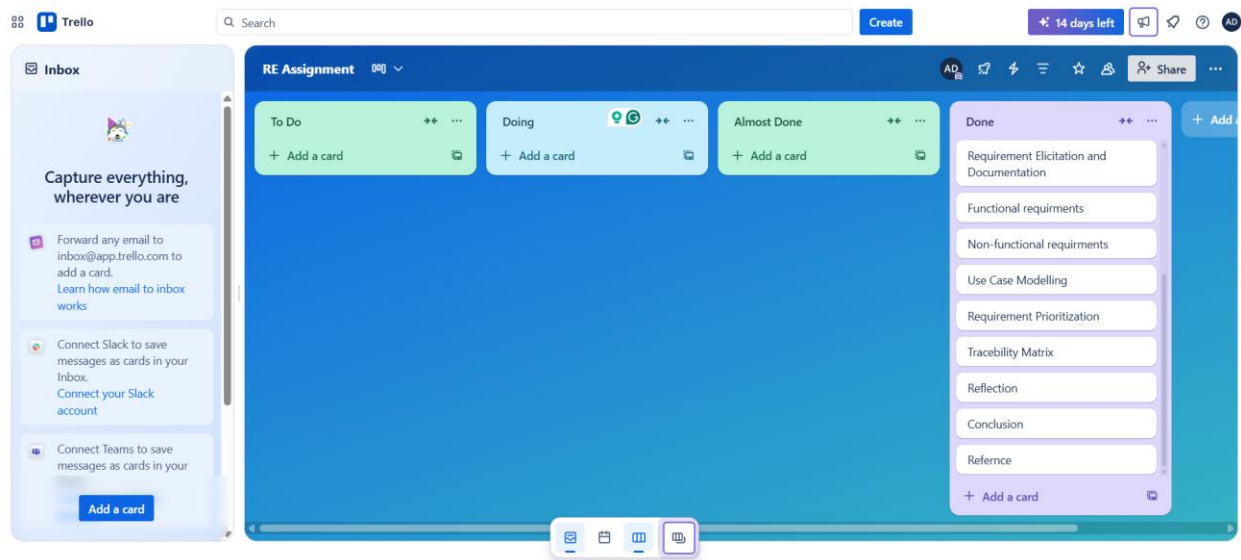 Trello
Search
Create
14 days left
AD
Inbox
Capture everything,
wherever you are
Forward any email to
inbox@app.trello.com to
add a card.
Learn how email to inbox
works
Connect Slack to save
messages as cards in your
Inbox.
Connect your Slack
account
Connect Teams to save
messages as cards in your
Add a card
RE Assignment
AD
Share
To Do
Add a card
Doing
Add a card
Almost Done
Add a card
Done
Requirement Elicitation and
Documentation
Functional requirments
Non-functional requirments
Use Case Modelling
Requirement Prioritization
Tracebility Matrix
Reflection
Conclusion
Refernce
Add a card
Add